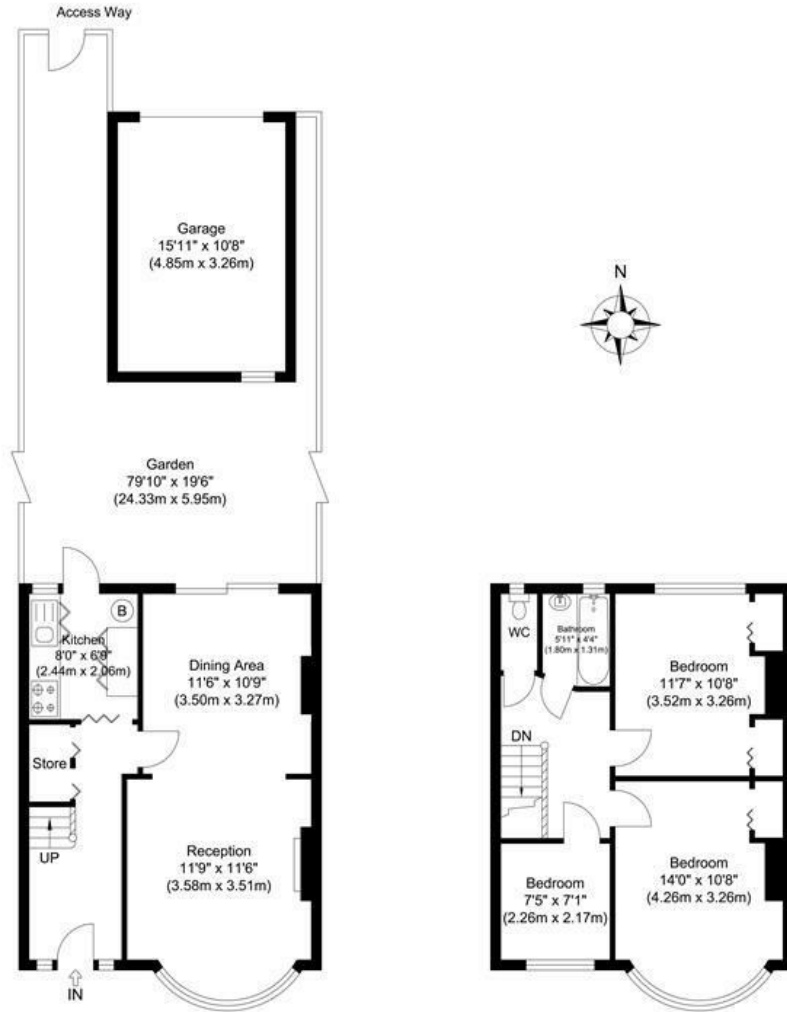 Access Way
Garage
15'11" x 10'8"
(4.85m x 3.26m)
N
Garden
79'10" x 19'6"
(24.33m x 5.95m)
B
Kitchen
8'0" x 6'9"
(2.44m x 2.06m)
Dining Area
11'6" x 10'9"
(3.50m x 3.27m)
Store
UP
Reception
11'9" x 11'6"
(3.58m x 3.51m)
IN
WC
Bathroom
5'11" x 4'4"
(1.80m x 1.31m)
Bedroom
11'7" x 10'8"
(3.52m x 3.26m)
DN
Bedroom
14'0" x 10'8"
(4.26m x 3.26m)
Bedroom
7'5" x 7'1"
(2.26m x 2.17m)